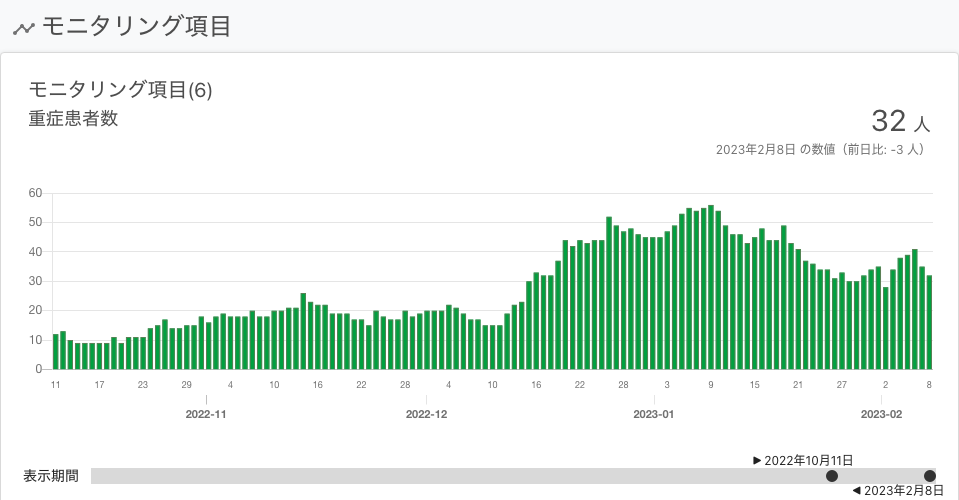 モニタリング項目
モニタリング項目(6)
重症患者数
32 人
2023年2月8日 の数値（前日比: -3 人）
60
50
40
30
20
10
0
11 17 23 29 4 10 16 22 28 4 10 16 22 28 3 9 15 21 27 2 8
2022-11 2022-12 2023-01 2023-02
▶ 2022年10月11日
表示期間
◀ 2023年2月8日